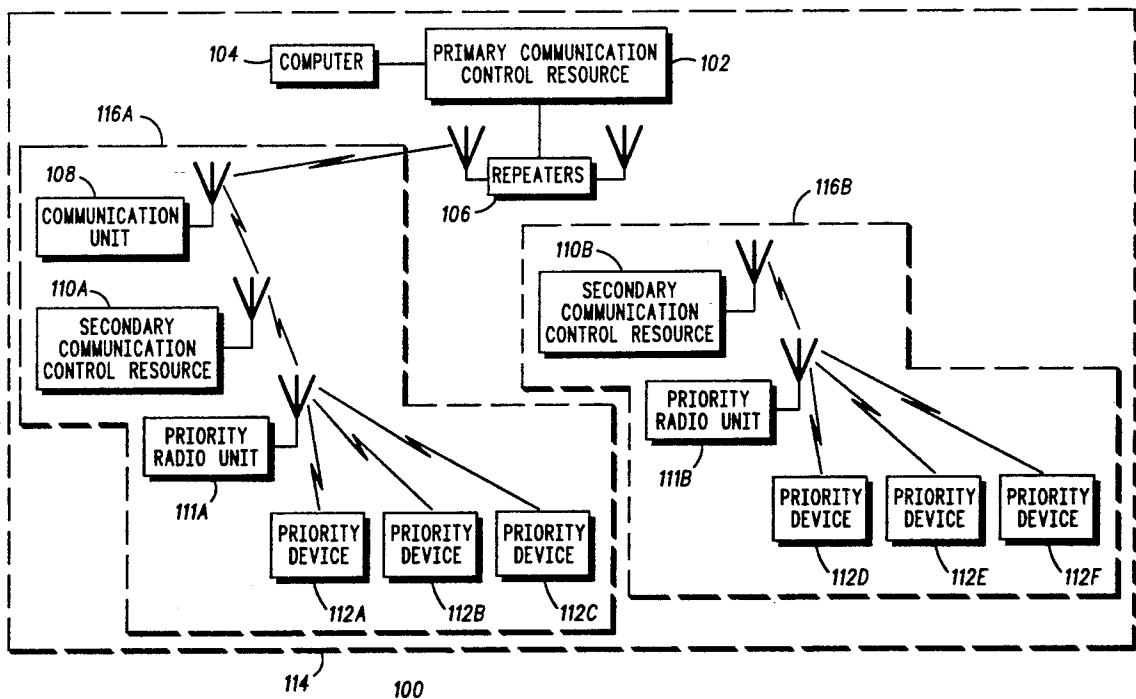 104
COMPUTER
PRIMARY COMMUNICATION
CONTROL RESOURCE
102
116A
108
COMMUNICATION
UNIT
REPEATERS
106
116B
110A
SECONDARY
COMMUNICATION
CONTROL RESOURCE
110B
SECONDARY
COMMUNICATION
CONTROL RESOURCE
PRIORITY
RADIO UNIT
111A
PRIORITY
RADIO UNIT
111B
PRIORITY
DEVICE
112A
PRIORITY
DEVICE
112B
PRIORITY
DEVICE
112C
PRIORITY
DEVICE
112D
PRIORITY
DEVICE
112E
PRIORITY
DEVICE
112F
114
100